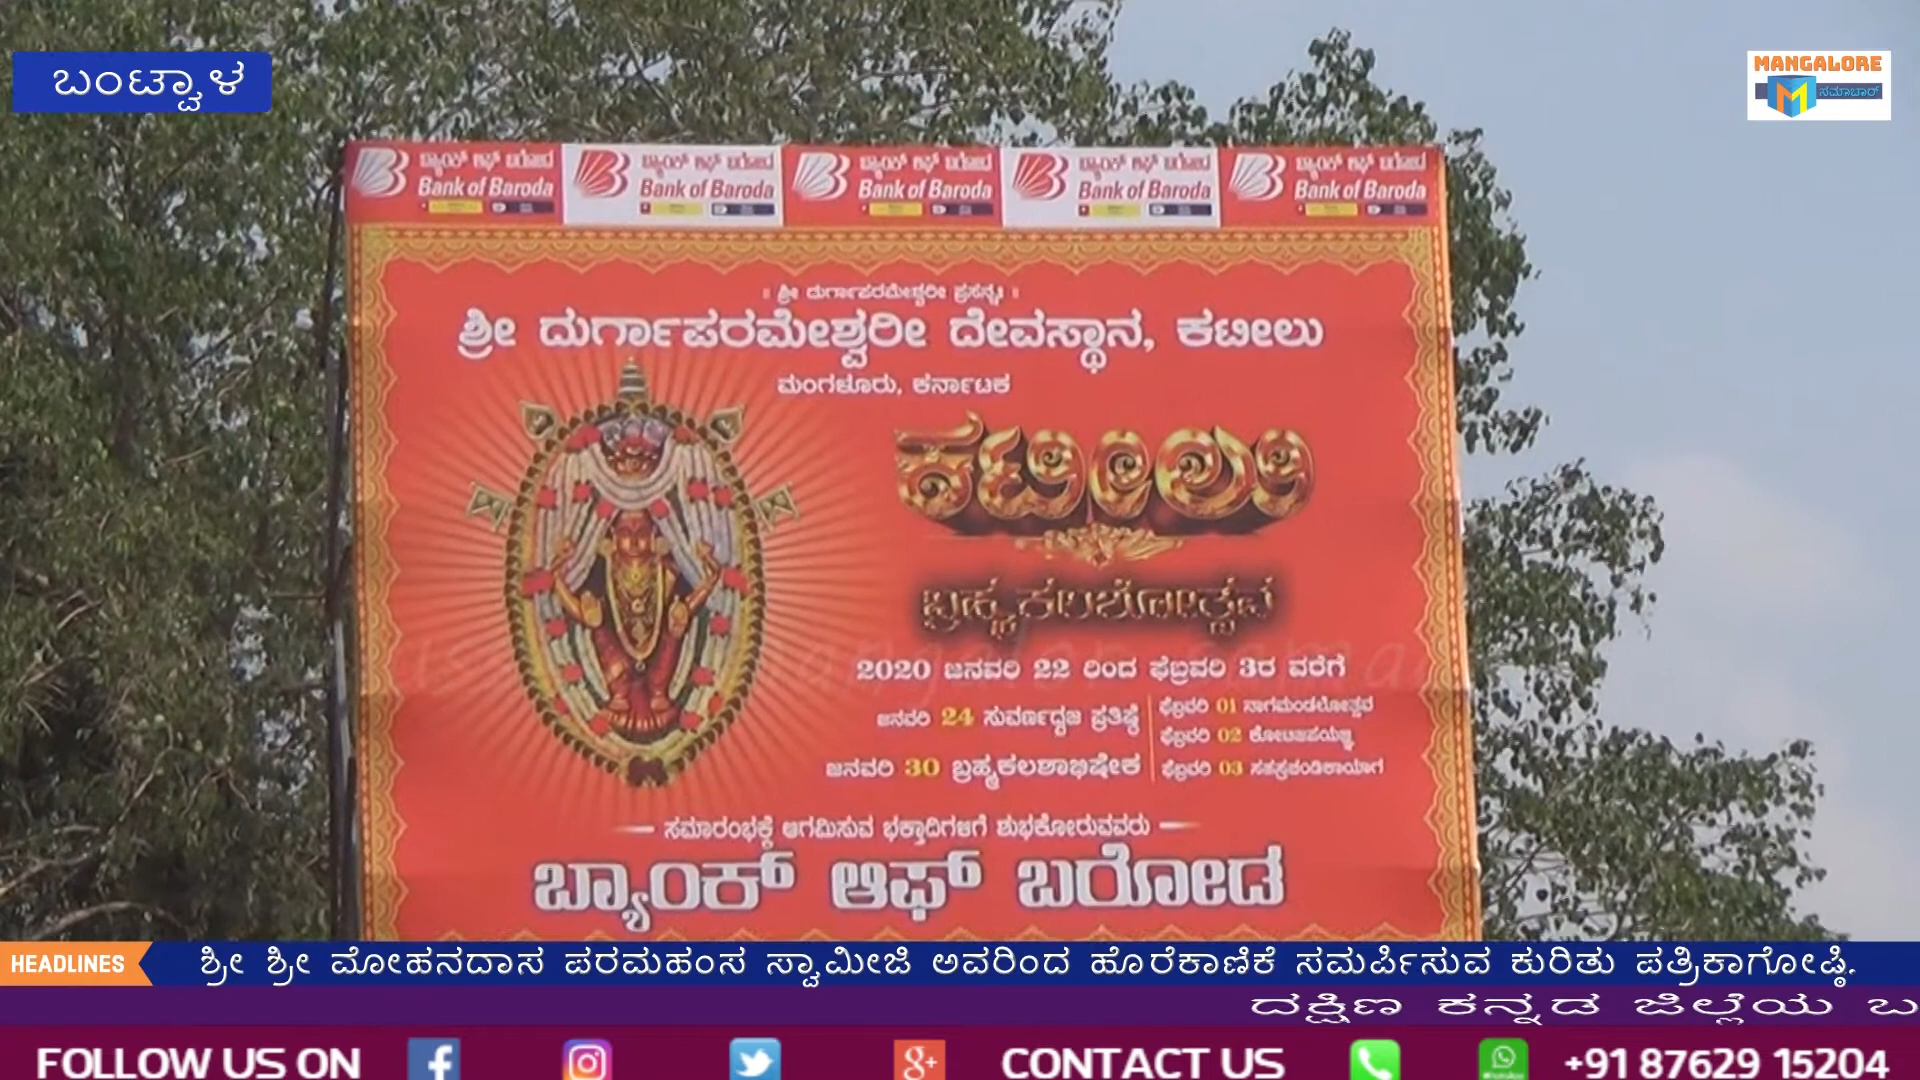 ಬಂಟ್ವಾಳ
MANGALORE
M ಸಮಾಚಾರ್
ಬ್ಯಾಂಕ್ ಆಫ್ ಬರೋಡ ಬ್ಯಾಂಕ್ ಆಫ್ ಬರೋಡ ಬ್ಯಾಂಕ್ ಆಫ್ ಬರೋಡ ಬ್ಯಾಂಕ್ ಆಫ್ ಬರೋಡ ಬ್ಯಾಂಕ್ ಆಫ್ ಬರೋಡ
Bank of Baroda Bank of Baroda Bank of Baroda Bank of Baroda Bank of Baroda
॥ ಶ್ರೀ ದುರ್ಗಾಪರಮೇಶ್ವರೀ ಪ್ರಸನ್ನಃ ॥
ಶ್ರೀ ದುರ್ಗಾಪರಮೇಶ್ವರೀ ದೇವಸ್ಥಾನ, ಕಟೀಲು
ಮಂಗಳೂರು, ಕರ್ನಾಟಕ
ಕಟೀಲು
ಬ್ರಹ್ಮಕಲಶೋತ್ಸವ
2020 ಜನವರಿ 22 ರಿಂದ ಫೆಬ್ರವರಿ 3ರ ವರೆಗೆ
ಜನವರಿ 24 ಸುವರ್ಣಧ್ವಜ ಪ್ರತಿಷ್ಠೆ
ಜನವರಿ 30 ಬ್ರಹ್ಮಕಲಶಾಭಿಷೇಕ
ಫೆಬ್ರವರಿ 01 ನಾಗಮಂಡಲೋತ್ಸವ
ಫೆಬ್ರವರಿ 02 ಕೋಟಿಜಪಯಜ್ಞ
ಫೆಬ್ರವರಿ 03 ಸಹಸ್ರಚಂಡಿಕಾಯಾಗ
ಸಮಾರಂಭಕ್ಕೆ ಆಗಮಿಸುವ ಭಕ್ತಾದಿಗಳಿಗೆ ಶುಭಕೋರುವವರು
ಬ್ಯಾಂಕ್ ಆಫ್ ಬರೋಡ
HEADLINES ಶ್ರೀ ಶ್ರೀ ಮೋಹನದಾಸ ಪರಮಹಂಸ ಸ್ವಾಮೀಜಿ ಅವರಿಂದ ಹೊರೆಕಾಣಿಕೆ ಸಮರ್ಪಿಸುವ ಕುರಿತು ಪತ್ರಿಕಾಗೋಷ್ಠಿ.
ದಕ್ಷಿಣ ಕನ್ನಡ ಜಿಲ್ಲೆಯ ಬ
FOLLOW US ON CONTACT US +91 87629 15204